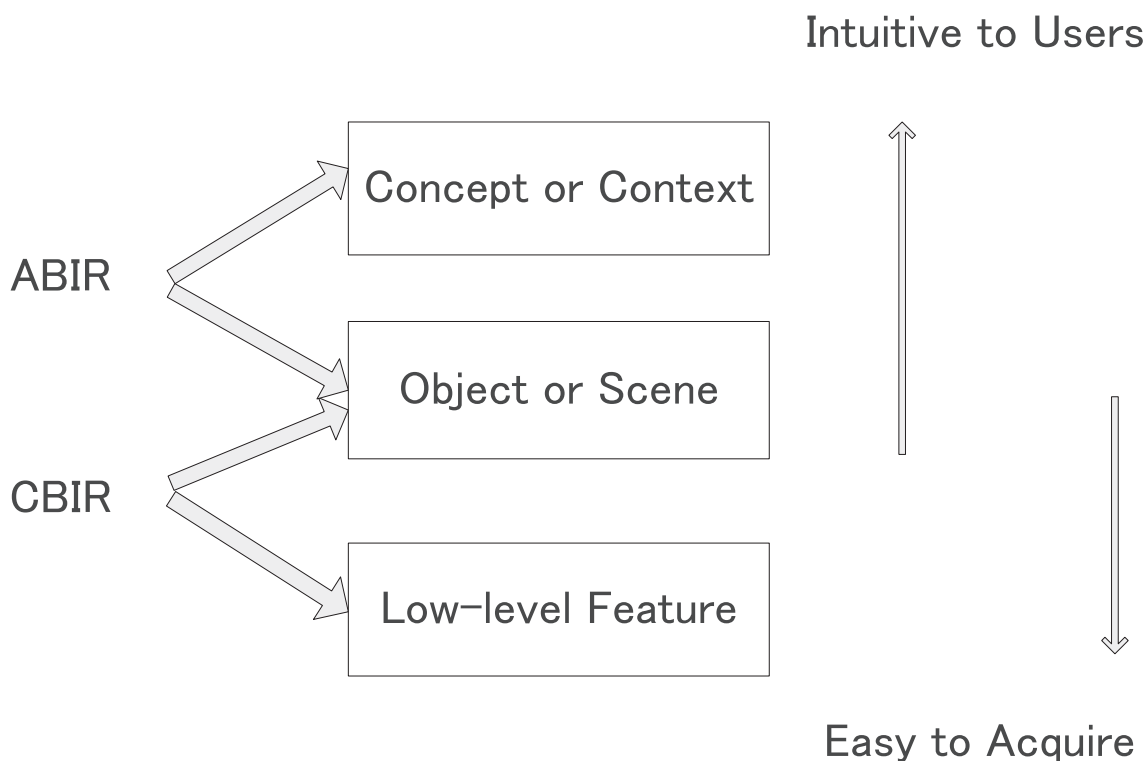 Intuitive to Users
Concept or Context
ABIR
Object or Scene
CBIR
Low-level Feature
Easy to Acquire